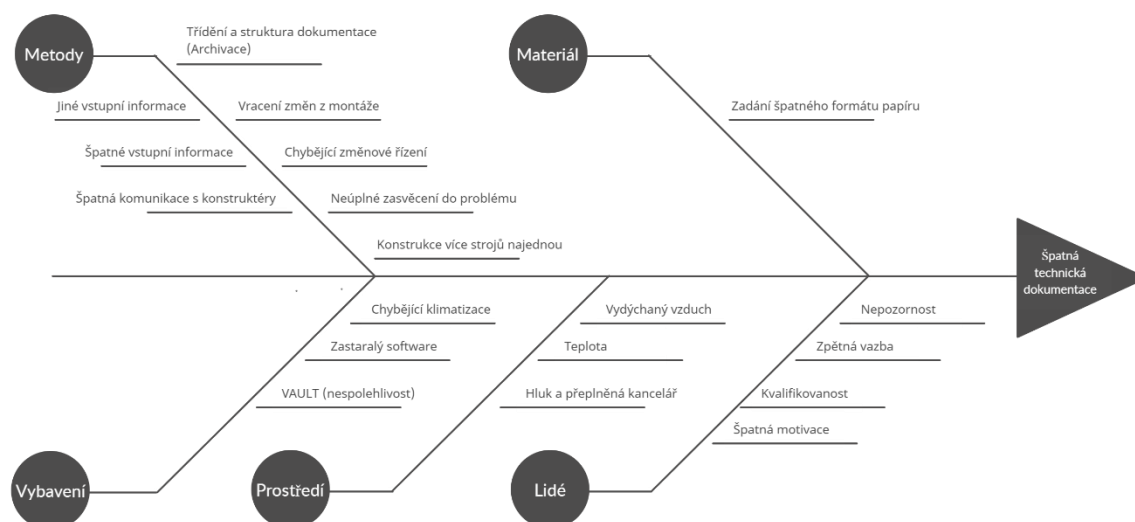 Metody
Třídění a struktura dokumentace
(Archivace)
Jiné vstupní informace
Vracení změn z montáže
Špatné vstupní informace
Chybějící změnové řízení
Špatná komunikace s konstruktéry
Neúplné zasvěcení do problému
Konstrukce více strojů najednou
Materiál
Zadání špatného formátu papíru
Špatná
technická
dokumentace
Chybějící klimatizace
Zastaralý software
VAULT (nespolehlivost)
Vybavení
Vydýchaný vzduch
Teplota
Hluk a přeplněná kancelář
Prostředí
Nepozornost
Zpětná vazba
Kvalifikovanost
Špatná motivace
Lidé